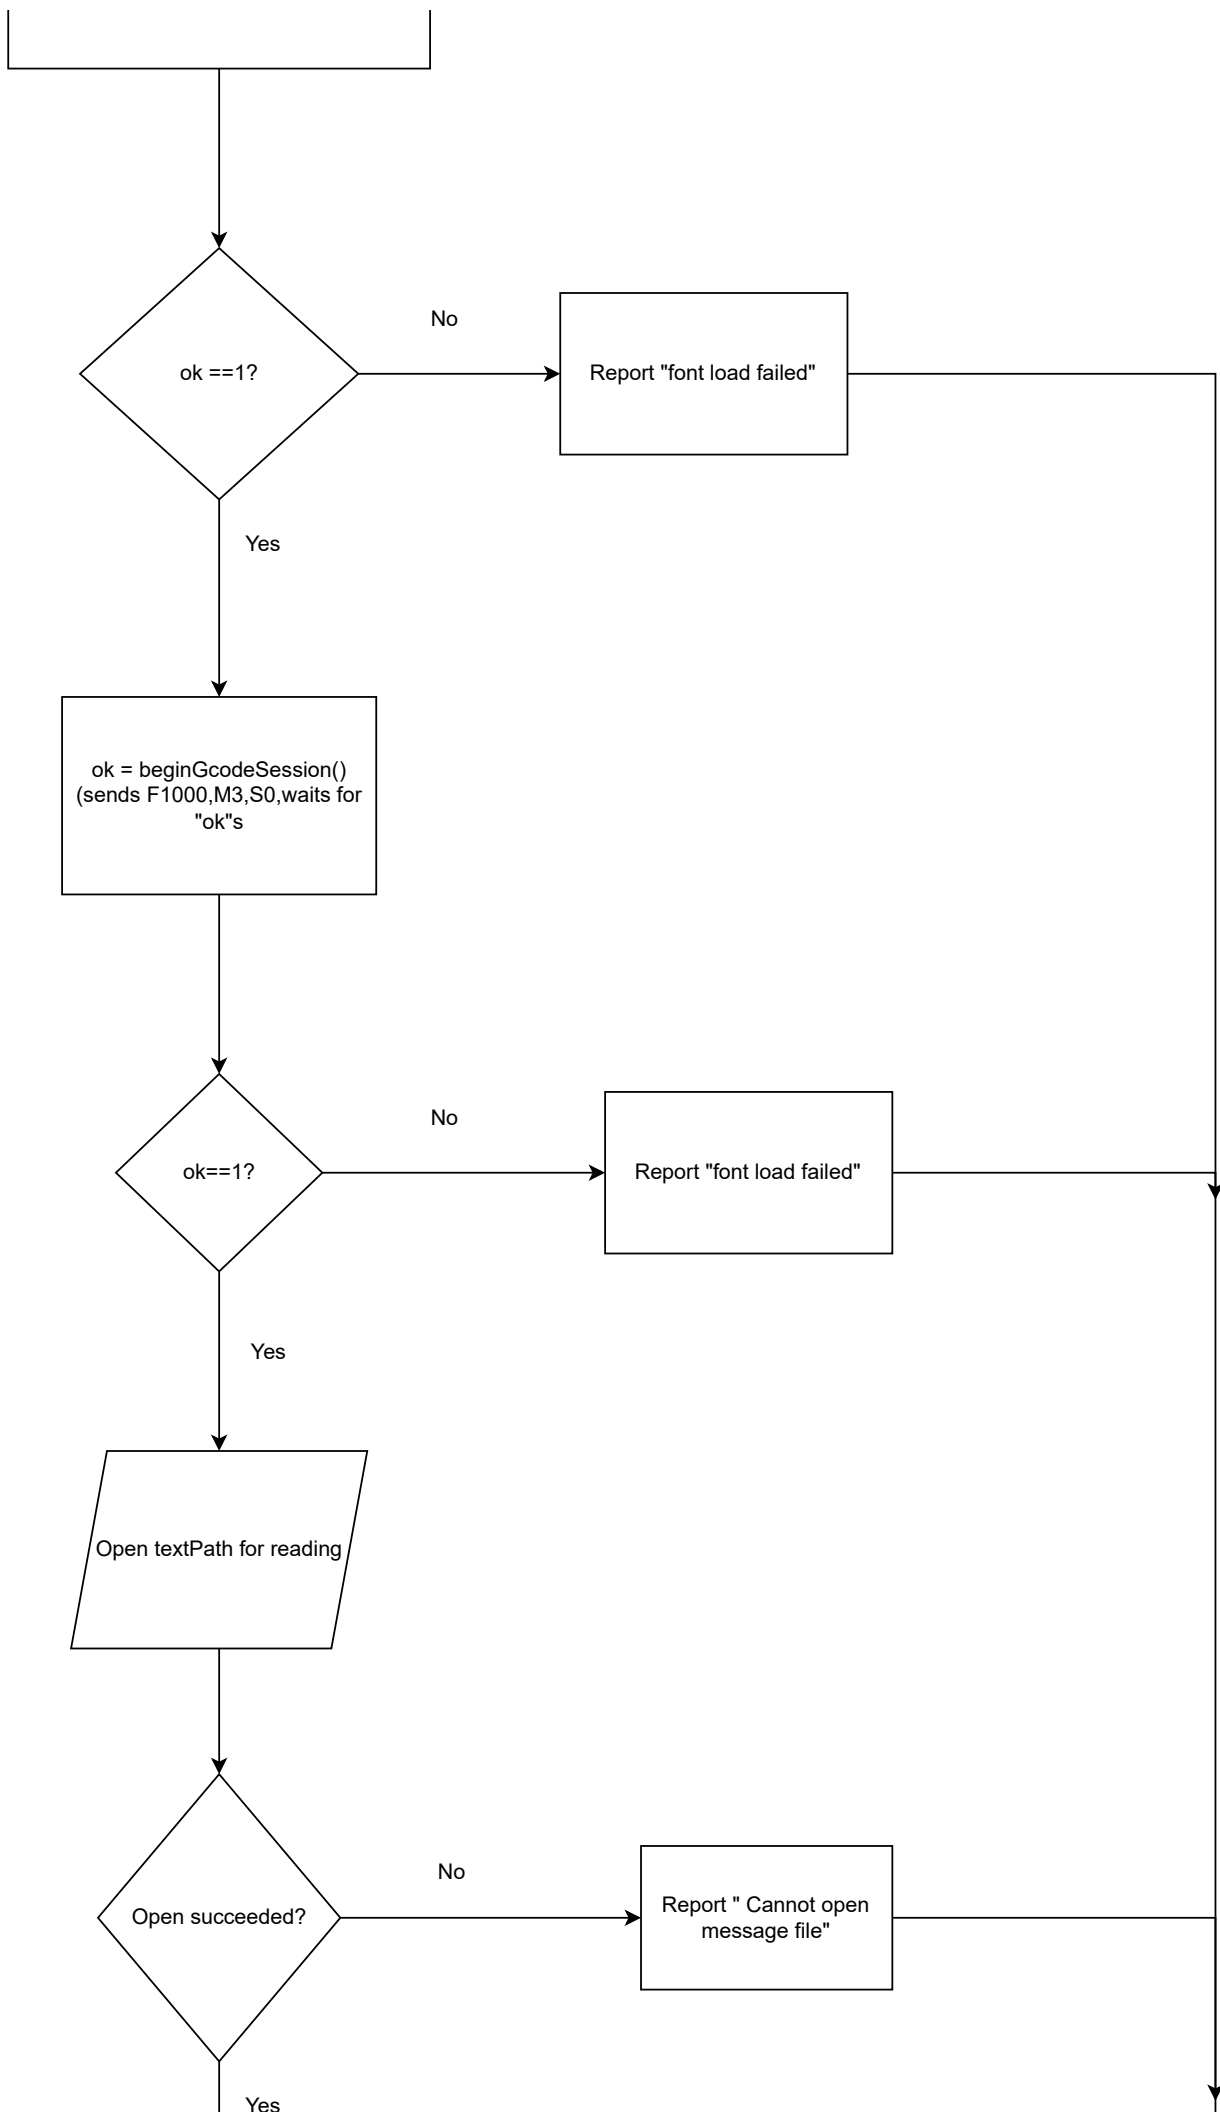 No
ok ==1?
Report "font load failed"
Yes
ok = beginGcodeSession()
(sends F1000,M3,S0,waits for
"ok"s
No
ok==1?
Report "font load failed"
Yes
Open textPath for reading
No
Open succeeded?
Report " Cannot open
message file"
Yes